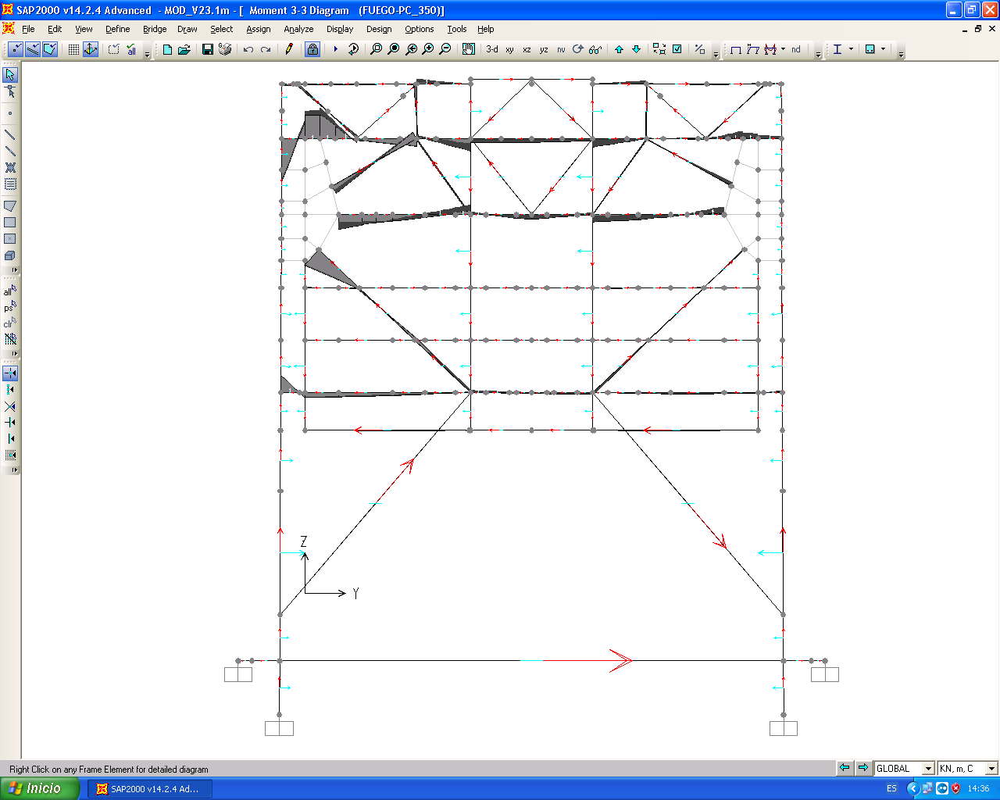 SAP2000 v14.2.4 Advanced - MOD_V23.1m - [ Moment 3-3 Diagram (FUEGO-PC_350)]
File Edit View Define Bridge Draw Select Assign Analyze Display Design Options Tools Help
all 3-d xy xz yz nv nd
all
ps
clr
Z
Y
Right Click on any Frame Element for detailed diagram
GLOBAL
KN, m, C
Inicio
SAP2000 v14.2.4 Ad...
ES
14:36